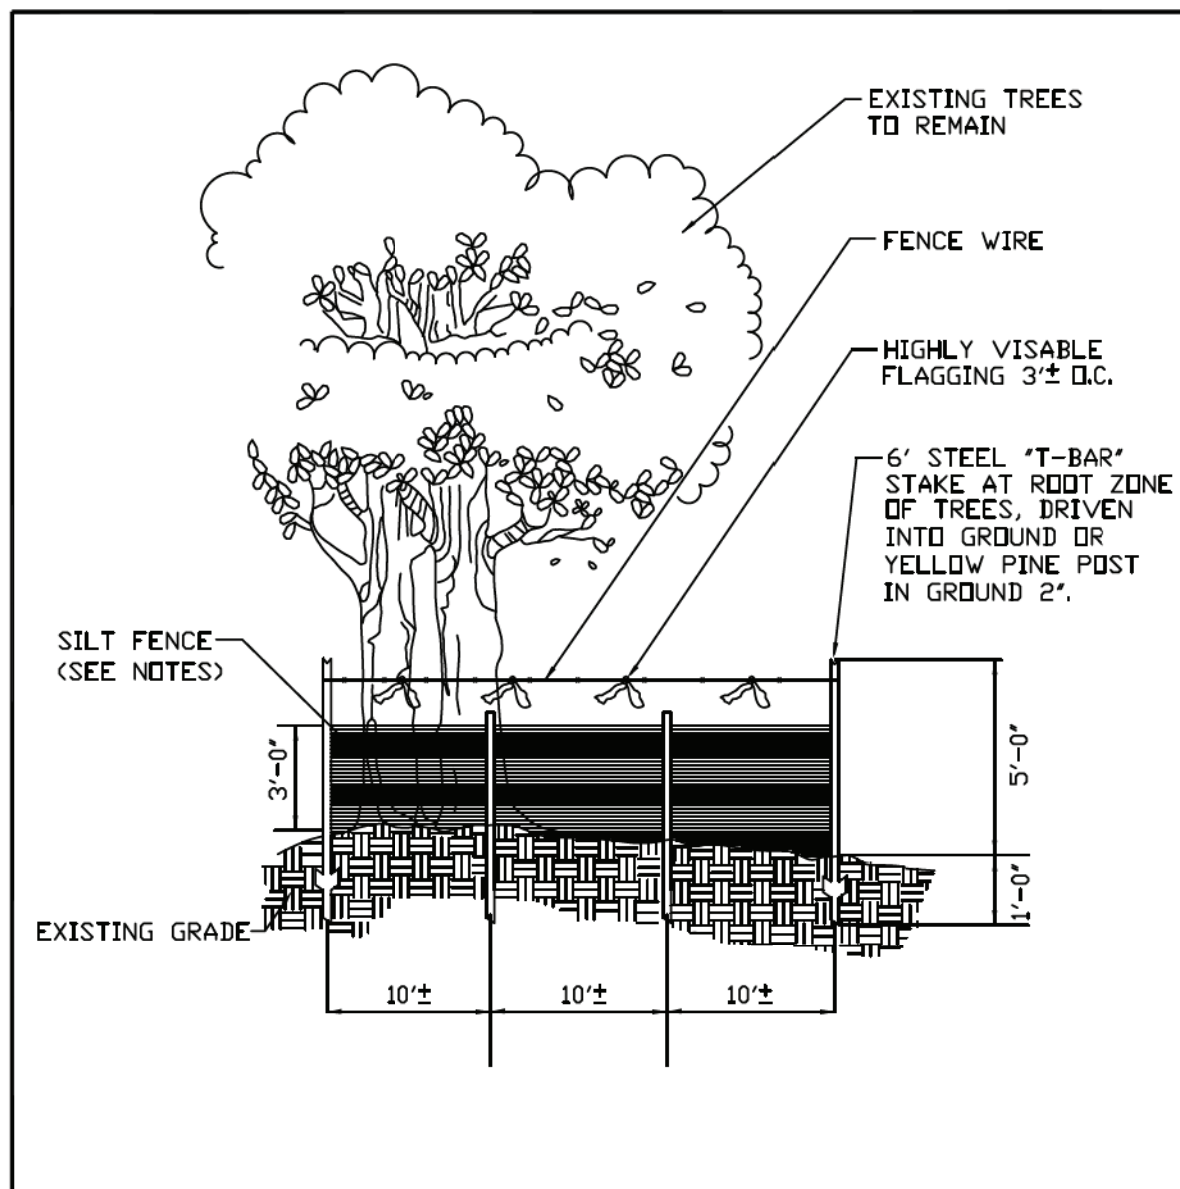 EXISTING TREES
TO REMAIN
FENCE WIRE
HIGHLY VISABLE
FLAGGING 3'± O.C.
6' STEEL "T-BAR"
STAKE AT ROOT ZONE
OF TREES, DRIVEN
INTO GROUND OR
YELLOW PINE POST
IN GROUND 2".
SILT FENCE
(SEE NOTES)
3'-0"
5'-0"
1'-0"
EXISTING GRADE
10'±
10'±
10'±